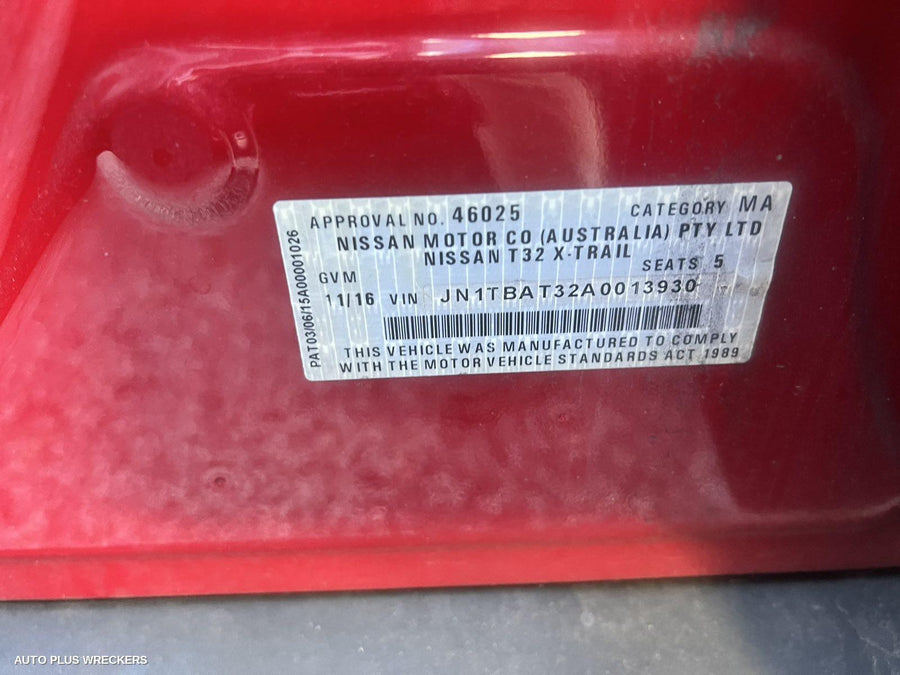 APPROVAL NO. 46025 CATEGORY MA
NISSAN MOTOR CO (AUSTRALIA) PTY LTD
NISSAN T32 X-TRAIL
GVM SEATS 5
11/16 VIN JN1TBAT32A0013930
THIS VEHICLE WAS MANUFACTURED TO COMPLY
WITH THE MOTOR VEHICLE STANDARDS ACT 1989
PAT03/06/15A00001026
AUTO PLUS WRECKERS